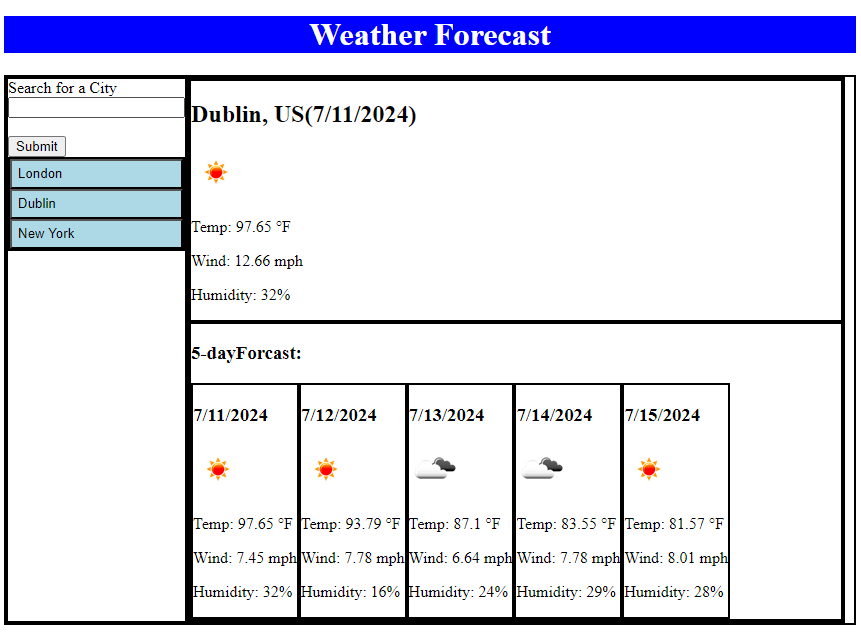 Weather Forecast
Search for a City
Submit
London
Dublin
New York
Dublin, US(7/11/2024)
Temp: 97.65 °F
Wind: 12.66 mph
Humidity: 32%
5-dayForcast:
7/11/2024
Temp: 97.65 °F
Wind: 7.45 mph
Humidity: 32%
7/12/2024
Temp: 93.79 °F
Wind: 7.78 mph
Humidity: 16%
7/13/2024
Temp: 87.1 °F
Wind: 6.64 mph
Humidity: 24%
7/14/2024
Temp: 83.55 °F
Wind: 7.78 mph
Humidity: 29%
7/15/2024
Temp: 81.57 °F
Wind: 8.01 mph
Humidity: 28%